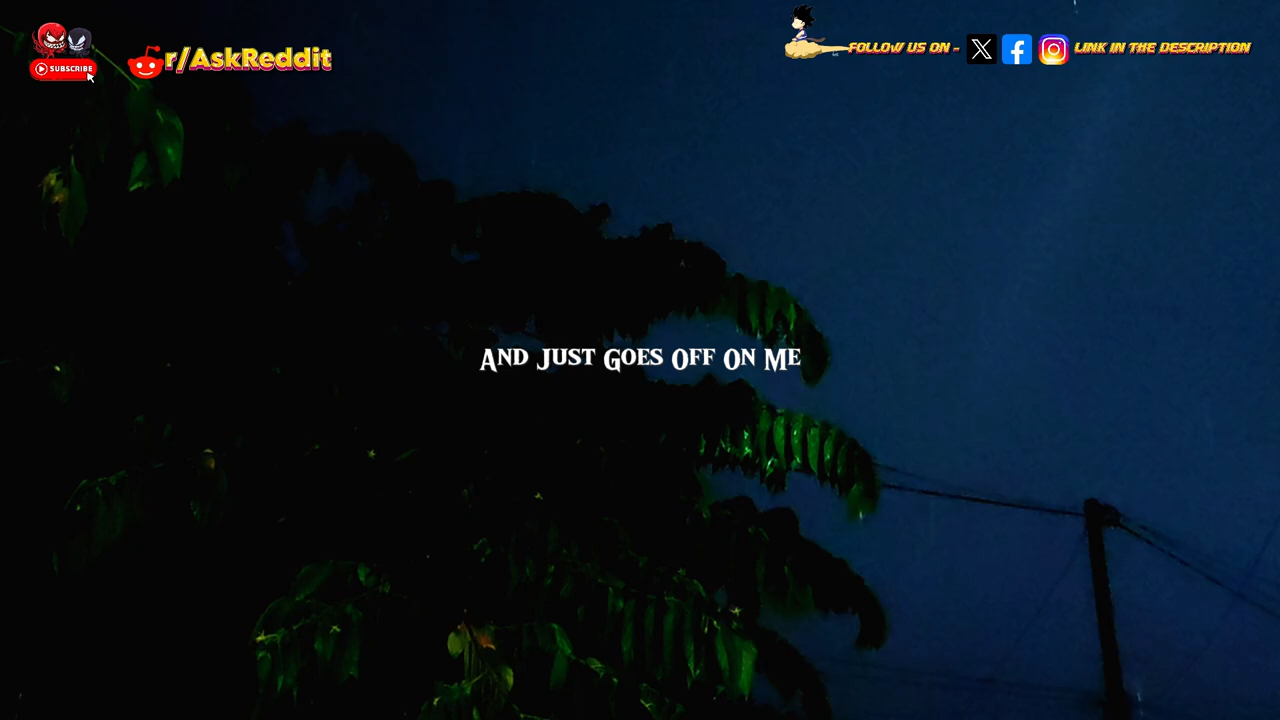 SUBSCRIBE
r/AskReddit
FOLLOW US ON -
LINK IN THE DESCRIPTION
And Just Goes Off On Me